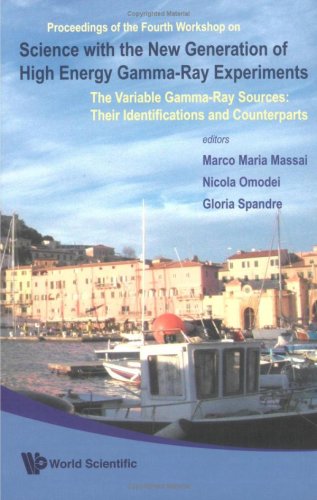 Proceedings of the Fourth Workshop on
Science with the New Generation of
High Energy Gamma-Ray Experiments
The Variable Gamma-Ray Sources:
Their Identifications and Counterparts
editors
Marco Maria Massai
Nicola Omodei
Gloria Spandre
World Scientific